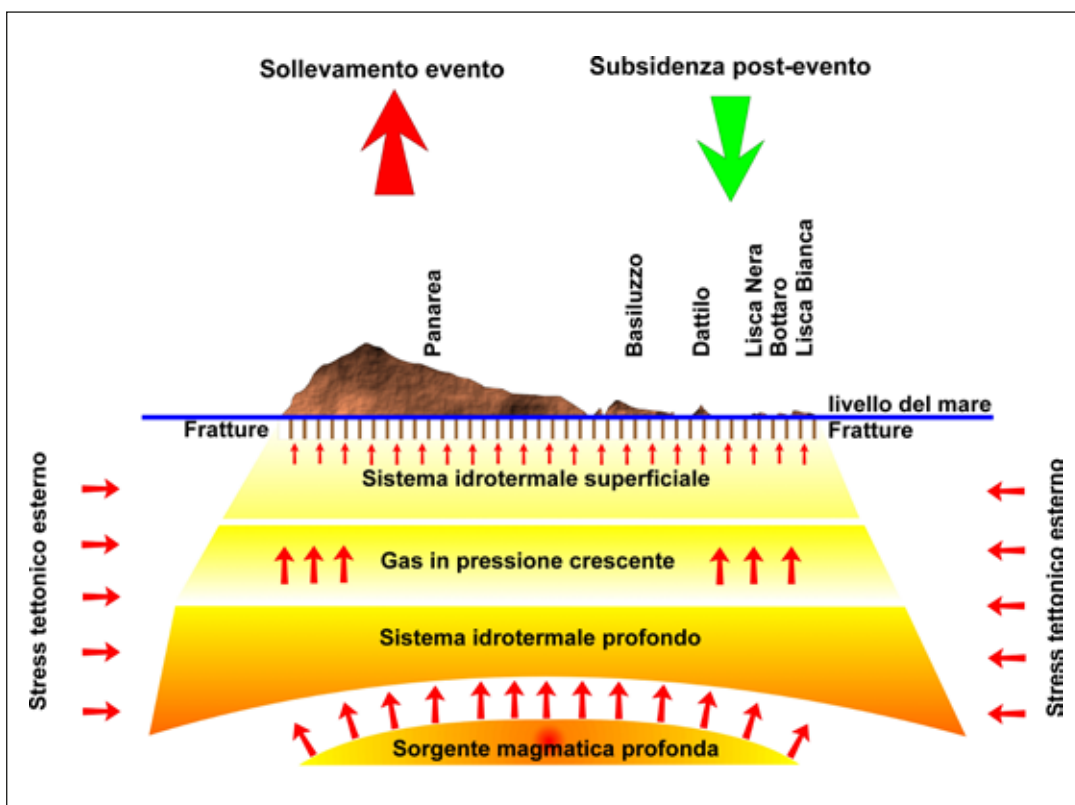 Sollevamento evento
Subsidenza post-evento
Panarea
Basiluzzo
Dattilo
Lisca Nera
Bottaro
Lisca Bianca
livello del mare
Fratture
Fratture
Sistema idrotermale superficiale
Stress tettonico esterno
Stress tettonico esterno
Gas in pressione crescente
Sistema idrotermale profondo
Sorgente magmatica profonda